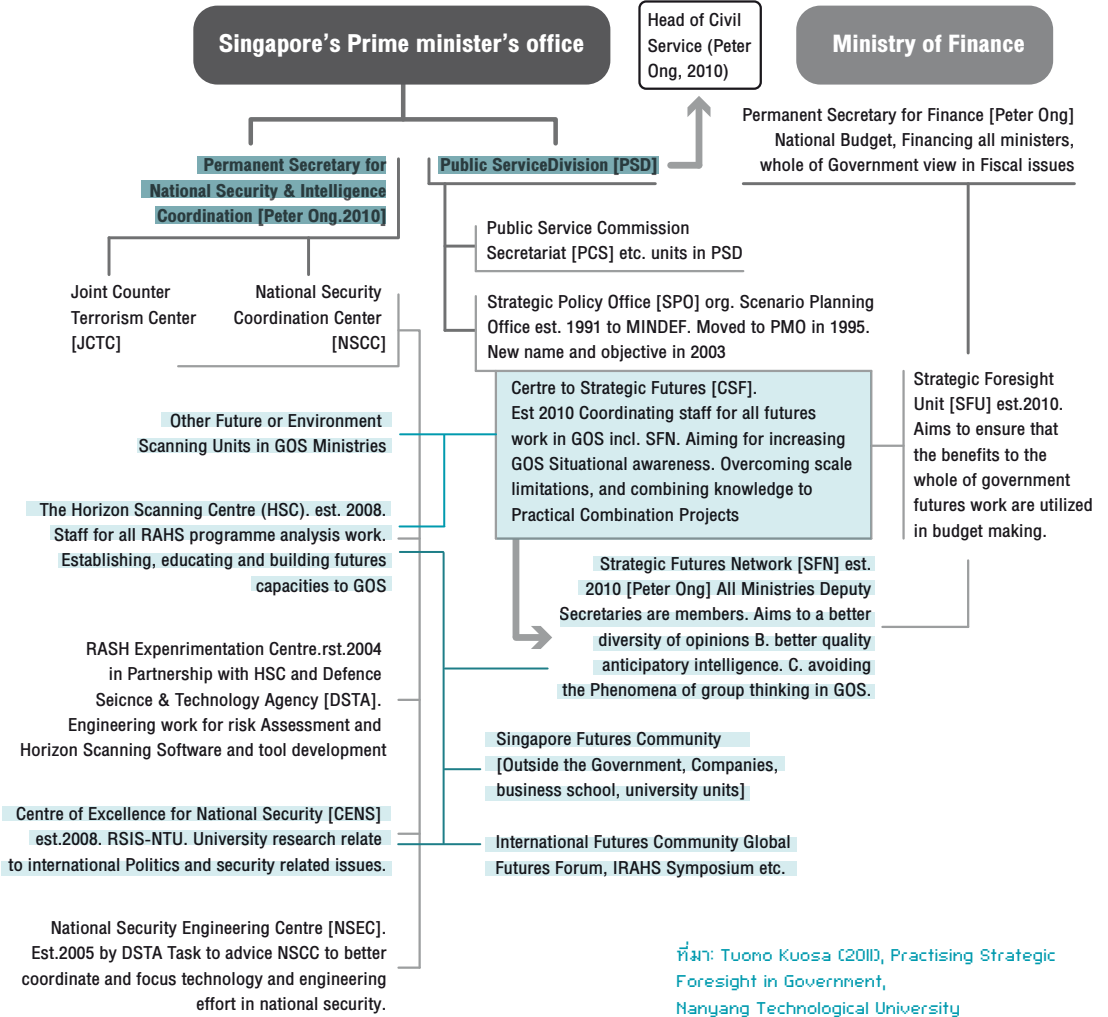 Singapore's Prime minister's office
Head of Civil
Service (Peter
Ong, 2010)
Ministry of Finance
Permanent Secretary for Finance [Peter Ong]
National Budget, Financing all ministers,
whole of Government view in Fiscal issues
Permanent Secretary for
National Security & Intelligence
Coordination [Peter Ong.2010]
Public ServiceDivision [PSD]
Public Service Commission
Secretariat [PCS] etc. units in PSD
Joint Counter
Terrorism Center
[JCTC]
National Security
Coordination Center
[NSCC]
Strategic Policy Office [SPO] org. Scenario Planning
Office est. 1991 to MINDEF. Moved to PMO in 1995.
New name and objective in 2003
Certre to Strategic Futures [CSF].
Est 2010 Coordinating staff for all futures
work in GOS incl. SFN. Aiming for increasing
GOS Situational awareness. Overcoming scale
limitations, and combining knowledge to
Practical Combination Projects
Strategic Foresight
Unit [SFU] est.2010.
Aims to ensure that
the benefits to the
whole of government
futures work are utilized
in budget making.
Other Future or Environment
Scanning Units in GOS Ministries
The Horizon Scanning Centre (HSC). est. 2008.
Staff for all RAHS programme analysis work.
Establishing, educating and building futures
capacities to GOS
Strategic Futures Network [SFN] est.
2010 [Peter Ong] All Ministries Deputy
Secretaries are members. Aims to a better
diversity of opinions B. better quality
anticipatory intelligence. C. avoiding
the Phenomena of group thinking in GOS.
RASH Expenrimentation Centre.rst.2004
in Partnership with HSC and Defence
Seicnce & Technology Agency [DSTA].
Engineering work for risk Assessment and
Horizon Scanning Software and tool development
Singapore Futures Community
[Outside the Government, Companies,
business school, university units]
Centre of Excellence for National Security [CENS]
est.2008. RSIS-NTU. University research relate
to international Politics and security related issues.
International Futures Community Global
Futures Forum, IRAHS Symposium etc.
National Security Engineering Centre [NSEC].
Est.2005 by DSTA Task to advice NSCC to better
coordinate and focus technology and engineering
effort in national security.
ที่มา: Tuomo Kuosa (2011), Practising Strategic
Foresight in Government,
Nanyang Technological University